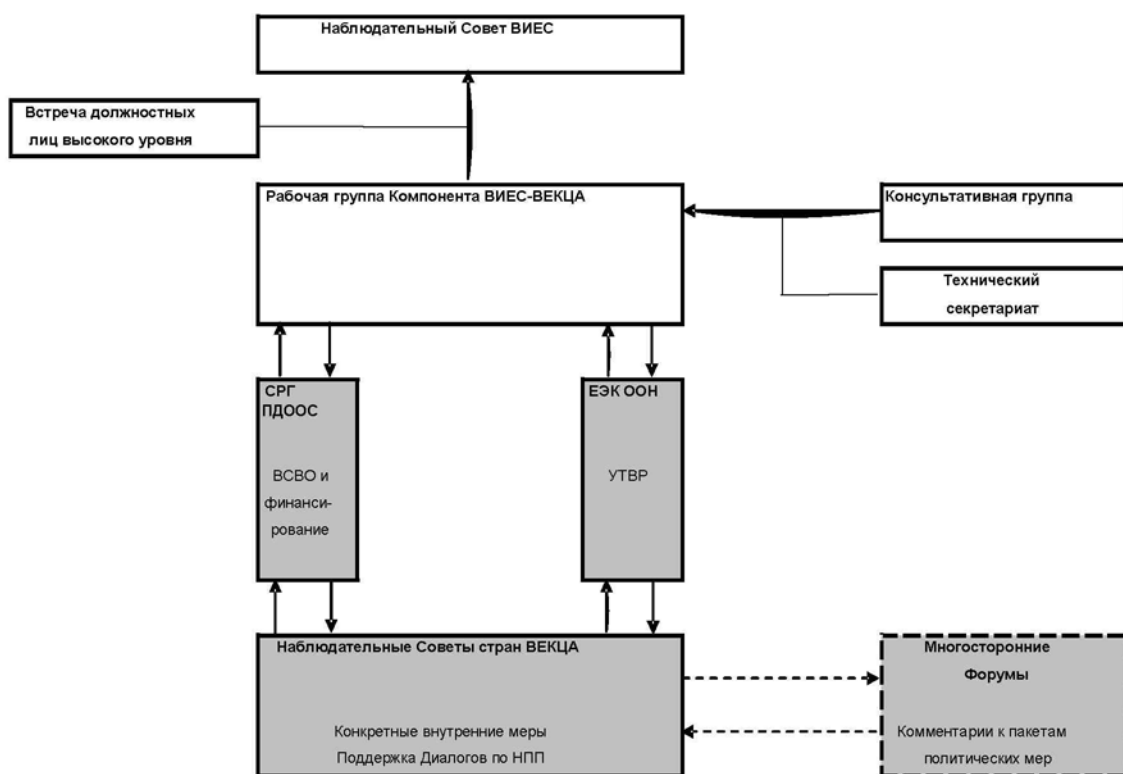 Наблюдательный Совет ВИЕС
Встреча должностных
лиц высокого уровня
Рабочая группа Компонента ВИЕС-ВЕКЦА
Консультативная группа
Технический
секретариат
СРГ
ПДООС
ВСВО и
финанси-
рование
ЕЭК ООН
УТВР
Наблюдательные Советы стран ВЕКЦА
Конкретные внутренние меры
Поддержка Диалогов по НПП
Многосторонние
Форумы
Комментарии к пакетам
политических мер